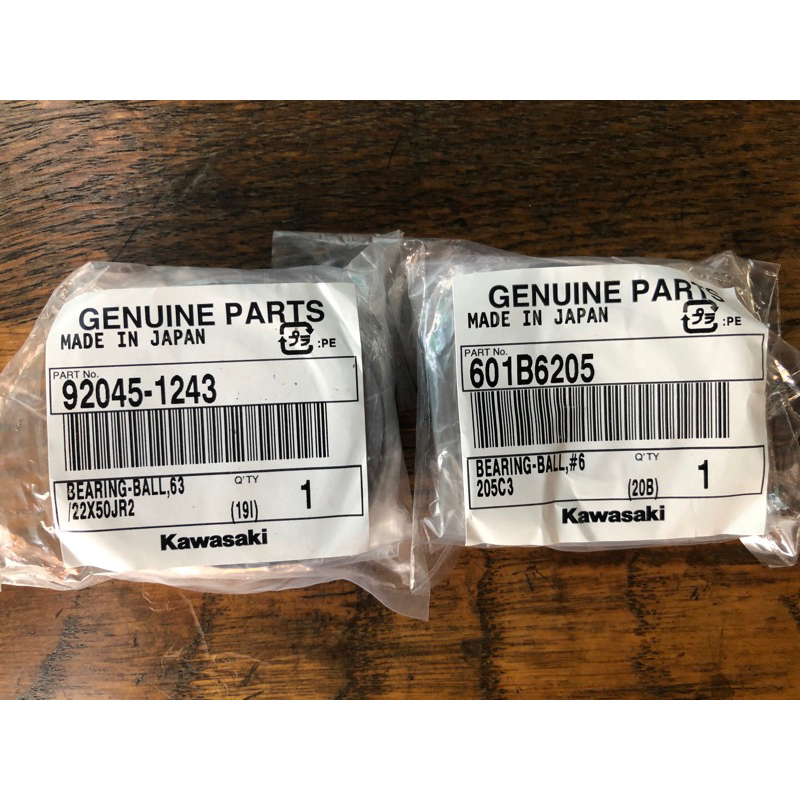 GENUINE PARTS
MADE IN JAPAN
プラ :PE
PART No.
92045-1243
BEARING-BALL,63
/22X50JR2
Q'TY
(19I)
1
Kawasaki
GENUINE PARTS
MADE IN JAPAN
プラ :PE
PART No.
601B6205
BEARING-BALL,#6
205C3
Q'TY
(20B)
1
Kawasaki